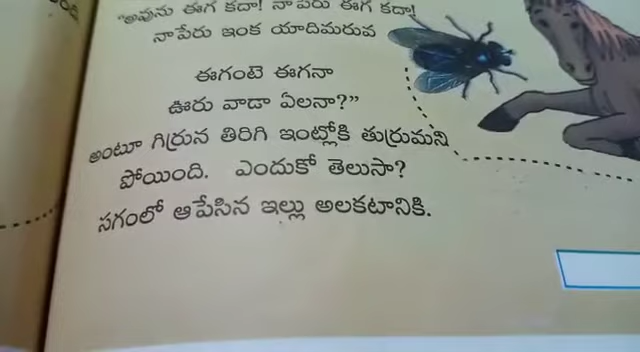 "అవును ఈగ కదా! నా పేరు ఈగ కదా!
నాపేరు ఇంక యాదిమరువ
ఈగంటె ఈగనా
ఊరు వాడా ఏలనా?"
అంటూ గిర్రున తిరిగి ఇంట్లోకి తుర్రుమని
పోయింది. ఎందుకో తెలుసా?
సగంలో ఆపేసిన ఇల్లు అలకటానికి.